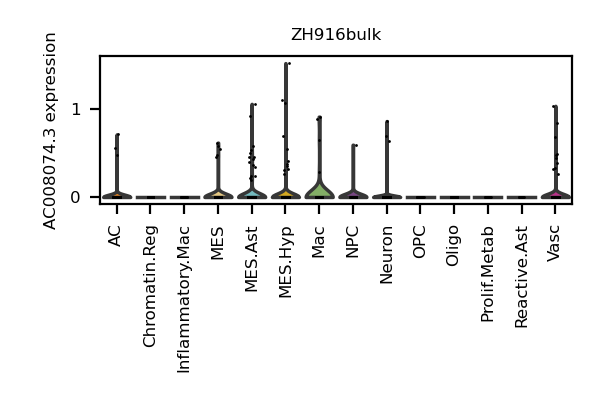 ZH916bulk
AC008074.3 expression
1
0
AC
Chromatin.Reg
Inflammatory.Mac
MES
MES.Ast
MES.Hyp
Mac
NPC
Neuron
OPC
Oligo
Prolif.Metab
Reactive.Ast
Vasc